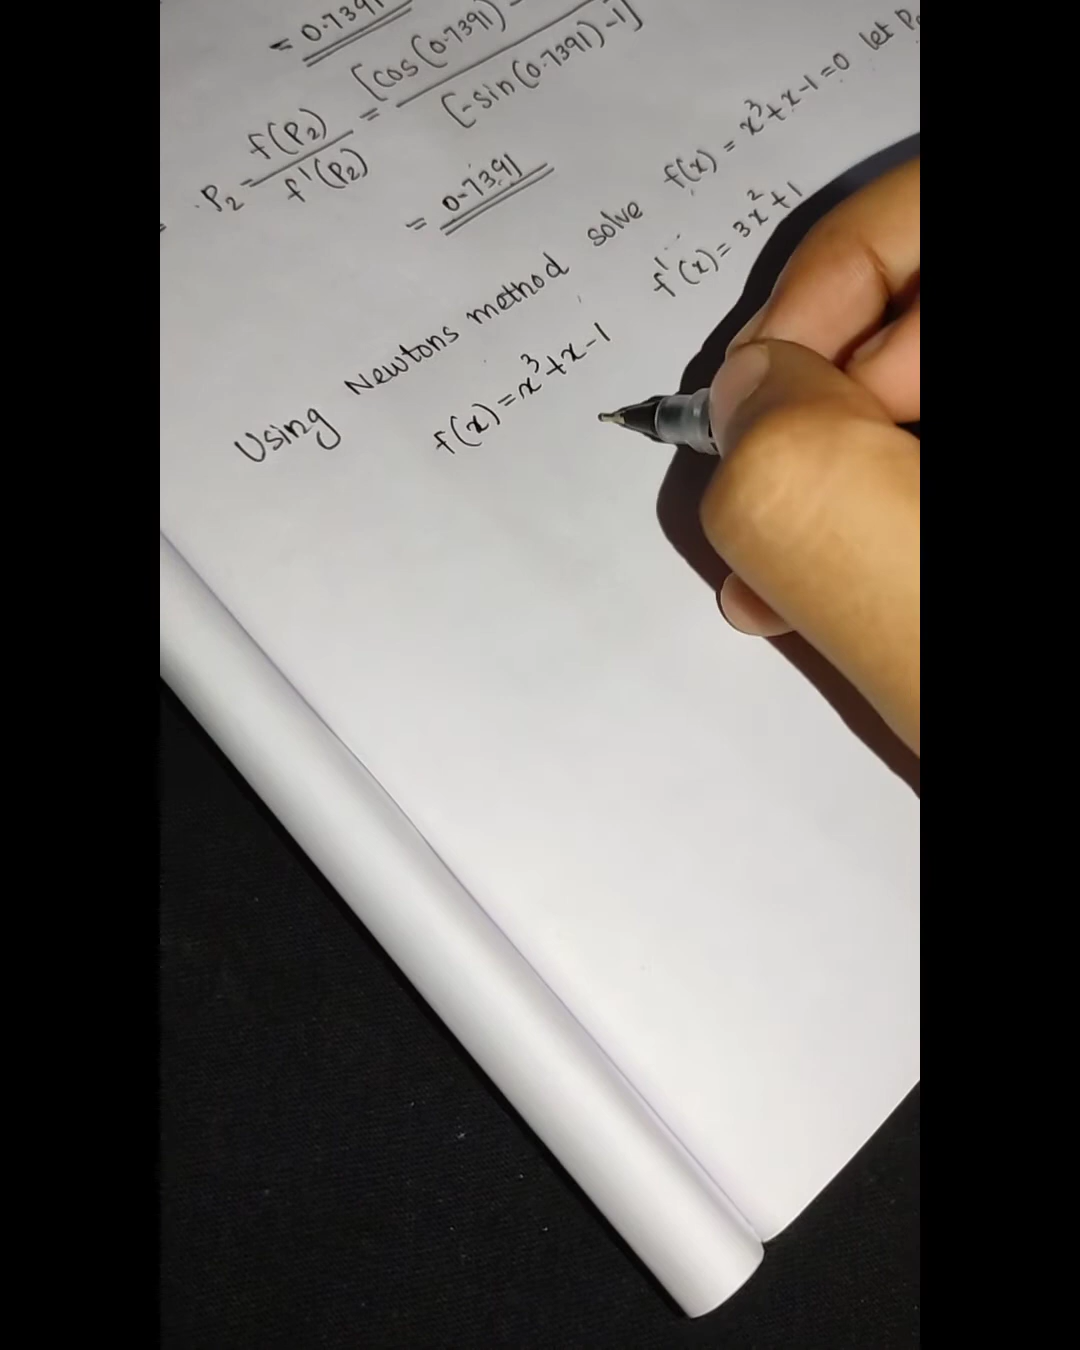 = 0.7391
P₂ = f(P₂) / f'(P₂) = [cos(0.7391) - / [-sin(0.7391)-1]
= 0.7391
Using Newtons method solve f(x) = x³+x-1=0 let
f(x) = x³+x-1 f'(x) = 3x²+1